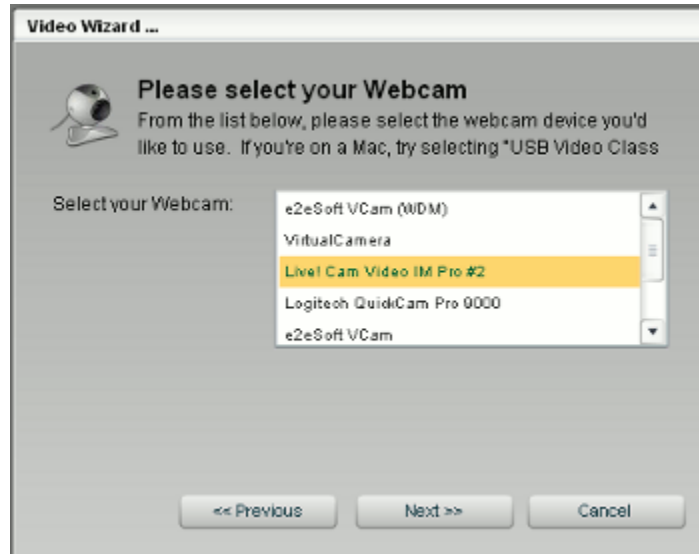 Video Wizard ...
Please select your Webcam
From the list below, please select the webcam device you'd
like to use. If you're on a Mac, try selecting "USB Video Class
Select your Webcam:
e2eSoft VCam (WDM)
VirtualCamera
Live! Cam Video IM Pro #2
Logitech QuickCam Pro 9000
e2eSoft VCam
<< Previous
Next >>
Cancel